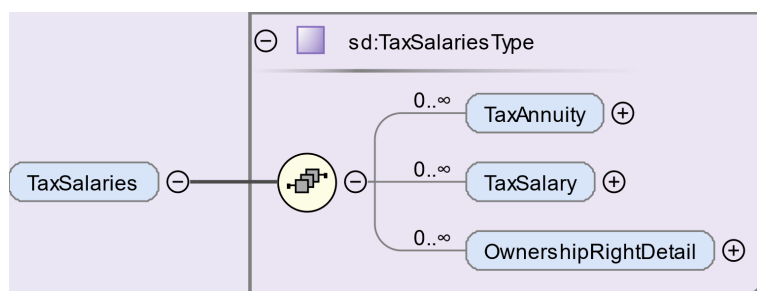 sd:TaxSalariesType
0..∞
TaxAnnuity
0..∞
TaxSalaries
TaxSalary
0..∞
OwnershipRightDetail